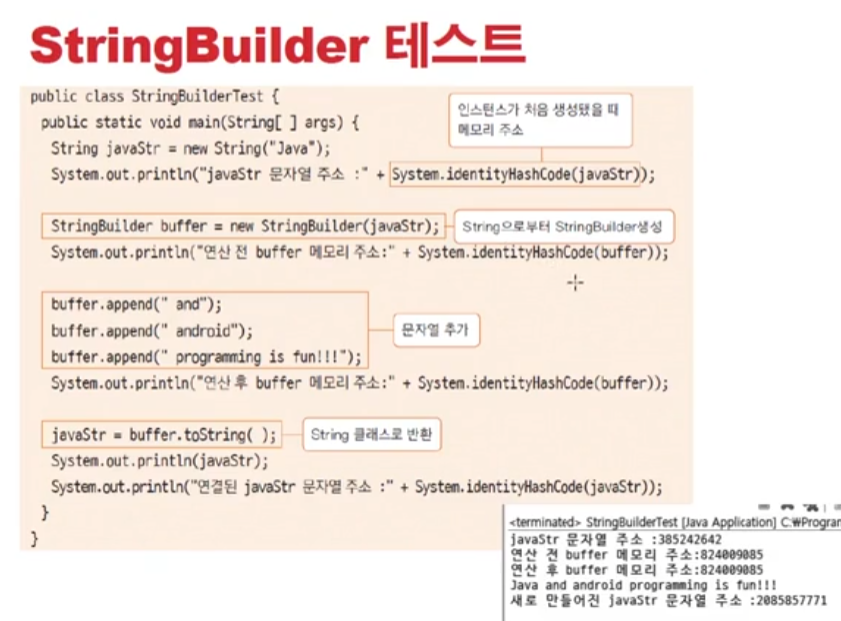 StringBuilder 테스트
public class StringBuilderTest {
public static void main(String[ ] args) {
인스턴스가 처음 생성됐을 때
메모리 주소
String javaStr = new String("Java");
System.out.println("javaStr 문자열 주소 :" + System.identityHashCode(javaStr));
StringBuilder buffer = new StringBuilder(javaStr);
String으로부터 StringBuilder생성
System.out.println("연산 전 buffer 메모리 주소:" + System.identityHashCode(buffer));
buffer.append(" and");
buffer.append(" android");
문자열 추가
buffer.append(" programming is fun!!!");
System.out.println("연산 후 buffer 메모리 주소:" + System.identityHashCode(buffer));
javaStr = buffer.toString( );
String 클래스로 반환
System.out.println(javaStr);
System.out.println("연결된 javaStr 문자열 주소 :" + System.identityHashCode(javaStr));
}
}
<terminated> StringBuilderTest [Java Application] C:₩Program
javaStr 문자열 주소 :385242642
연산 전 buffer 메모리 주소:824009085
연산 후 buffer 메모리 주소:824009085
Java and android programming is fun!!!
새로 만들어진 javaStr 문자열 주소 :2085857771